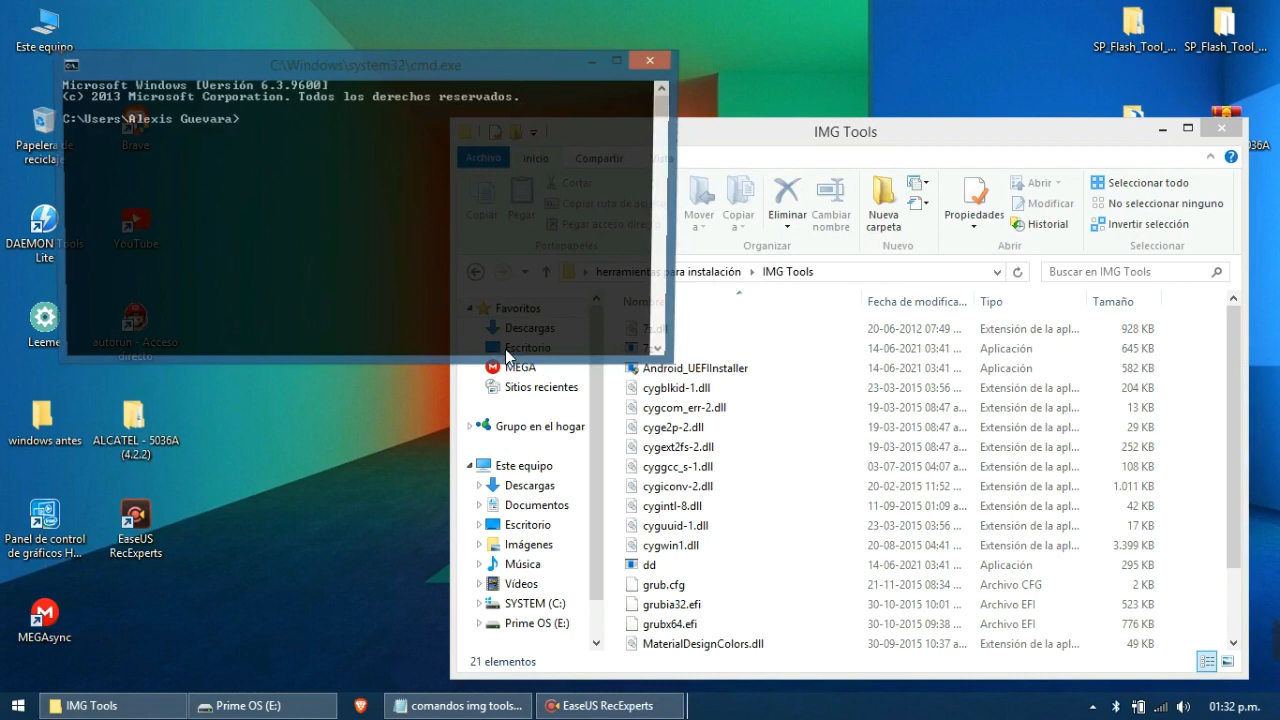 Este equipo
Papelera de
reciclaje
Brave
DAEMON Tools
Lite
YouTube
Leeme
autorun - Acceso
directo
windows antes
ALCATEL - 5036A
(4.2.2)
Panel de control
de gráficos H...
EaseUS
RecExperts
MEGAsync
C:\Windows\system32\cmd.exe
Microsoft Windows [Versión 6.3.9600]
(c) 2013 Microsoft Corporation. Todos los derechos reservados.
C:\Users\Alexis Guevara>
SP_Flash_Tool_...
SP_Flash_Tool_...
IMG Tools
Archivo
Inicio
Compartir
Vista
Copiar
Pegar
Cortar
Copiar ruta de acceso
Pegar acceso directo
Portapapeles
Mover
a
Copiar
a
Eliminar
Cambiar
nombre
Organizar
Nueva
carpeta
Nuevo
Propiedades
Abrir
Modificar
Historial
Abrir
Seleccionar todo
No seleccionar ninguno
Invertir selección
Seleccionar
herramientas para instalación
IMG Tools
Buscar en IMG Tools
Favoritos
Descargas
Escritorio
MEGA
Sitios recientes
Grupo en el hogar
Este equipo
Descargas
Documentos
Escritorio
Imágenes
Música
Vídeos
SYSTEM (C:)
Prime OS (E:)
Nombre Fecha de modifica... Tipo Tamaño
7z.dll 20-06-2012 07:49 ... Extensión de la apl... 928 KB
14-06-2021 03:41 ... Aplicación 645 KB
Android_UEFIInstaller 14-06-2021 03:41 ... Aplicación 582 KB
cygblkid-1.dll 23-03-2015 03:56 ... Extensión de la apl... 204 KB
cygcom_err-2.dll 19-03-2015 08:47 a... Extensión de la apl... 13 KB
cyge2p-2.dll 19-03-2015 08:47 a... Extensión de la apl... 29 KB
cygext2fs-2.dll 19-03-2015 08:47 a... Extensión de la apl... 252 KB
cyggcc_s-1.dll 03-07-2015 04:07 ... Extensión de la apl... 108 KB
cygiconv-2.dll 20-02-2015 11:52 ... Extensión de la apl... 1.011 KB
cygintl-8.dll 11-09-2015 01:09 a... Extensión de la apl... 42 KB
cyguuid-1.dll 23-03-2015 03:56 ... Extensión de la apl... 17 KB
cygwin1.dll 20-08-2015 04:41 ... Extensión de la apl... 3.399 KB
dd 14-06-2021 03:41 ... Aplicación 295 KB
grub.cfg 21-11-2015 08:34 ... Archivo CFG 2 KB
grubia32.efi 30-10-2015 10:01 ... Archivo EFI 523 KB
grubx64.efi 30-10-2015 09:38 ... Archivo EFI 776 KB
MaterialDesignColors.dll 30-09-2015 10:37 ... Extensión de la apl... 49 KB
21 elementos
IMG Tools
Prime OS (E:)
comandos img tools...
EaseUS RecExperts
01:32 p.m.